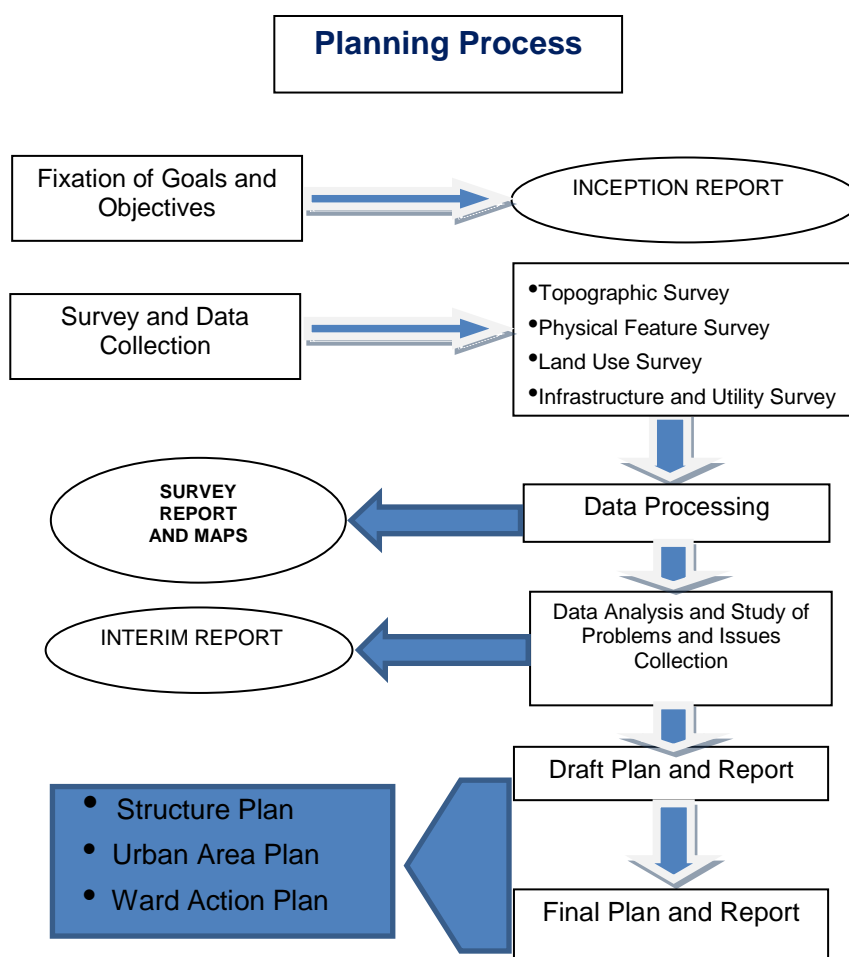 Planning Process
Fixation of Goals and
Objectives
INCEPTION REPORT
Survey and Data
Collection
•Topographic Survey
•Physical Feature Survey
•Land Use Survey
•Infrastructure and Utility Survey
SURVEY
REPORT
AND MAPS
Data Processing
INTERIM REPORT
Data Analysis and Study of
Problems and Issues
Collection
Draft Plan and Report
• Structure Plan
• Urban Area Plan
• Ward Action Plan
Final Plan and Report